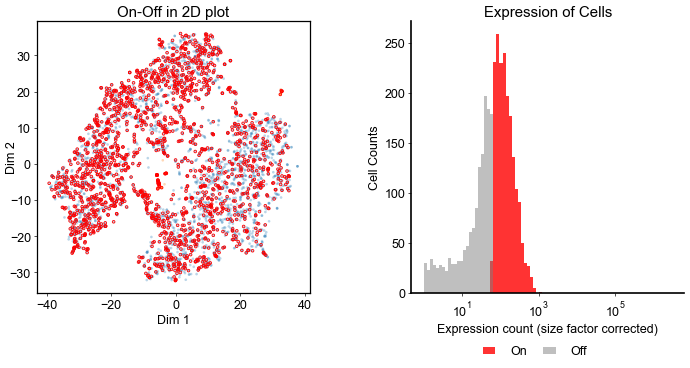 On-Off in 2D plot
30
20
10
0
−10
−20
−30
Dim 2
−40
−20
0
20
40
Dim 1
Expression of Cells
250
200
150
100
50
0
Cell Counts
10^1
10^3
10^5
Expression count (size factor corrected)
On
Off